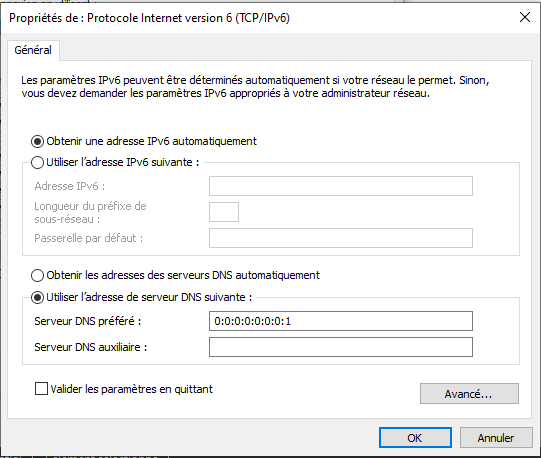 Propriétés de : Protocole Internet version 6 (TCP/IPv6)
Général
Les paramètres IPv6 peuvent être déterminés automatiquement si votre réseau le permet. Sinon,
vous devez demander les paramètres IPv6 appropriés à votre administrateur réseau.
Obtenir une adresse IPv6 automatiquement
Utiliser l'adresse IPv6 suivante :
Adresse IPv6 :
Longueur du préfixe de
sous-réseau :
Passerelle par défaut :
Obtenir les adresses des serveurs DNS automatiquement
Utiliser l'adresse de serveur DNS suivante :
Serveur DNS préféré :
0:0:0:0:0:0:0:1
Serveur DNS auxiliaire :
Valider les paramètres en quittant
Avancé...
OK
Annuler